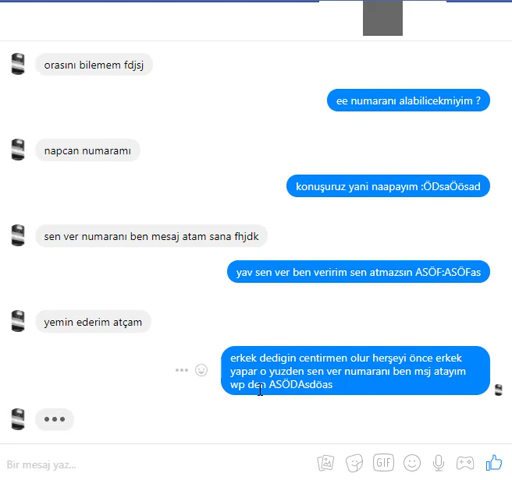 orasını bilemem fdjsj
ee numaranı alabilicekmiyim ?
napcan numaramı
konuşuruz yani naapayım :ÖDsaÖösad
sen ver numaranı ben mesaj atam sana fhjdk
yav sen ver ben veririm sen atmazsın ASÖF:ASÖFas
yemin ederim atçam
erkek dedigin centirmen olur herşeyi önce erkek
yapar o yuzden sen ver numaranı ben msj atayım
wp den ASÖDAsdöas
Bir mesaj yaz...
GIF